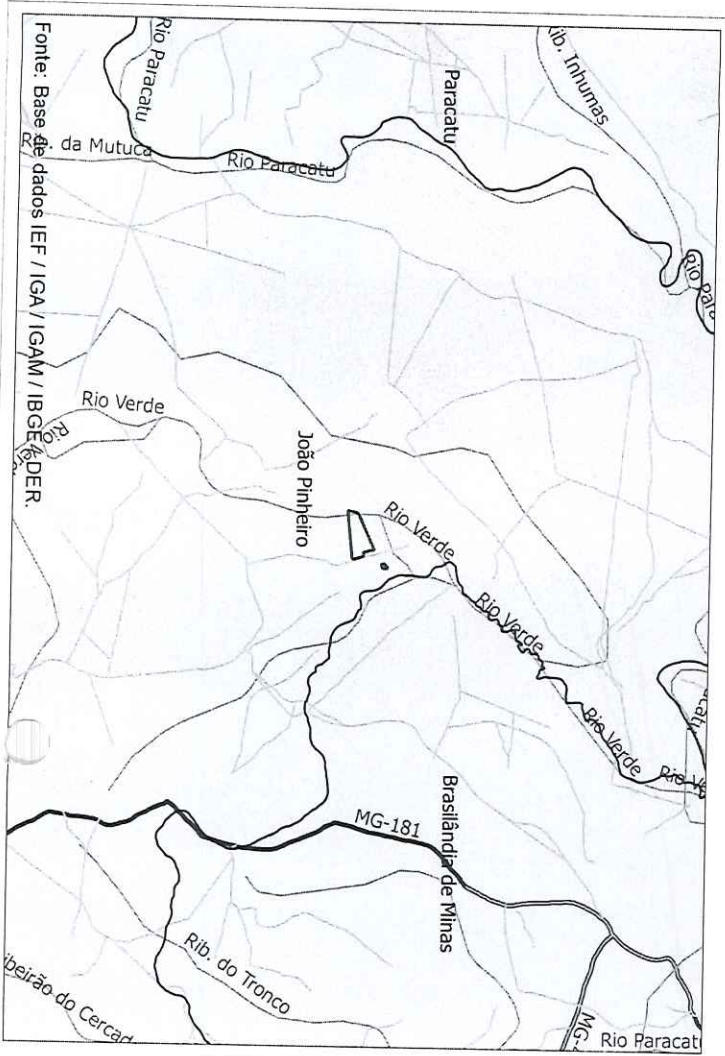 Rib. Inhumas
Paracatu
Rio Paracatu
Rio Paracatu
da Mutuca
Rio Verde
Rio
João Pinheiro
Rio Verde
Rio Verde
Rio Verde
MG-181
Brasilândia de Minas
Rib. do Tronco
MG-
Rio Paracatu
Fonte: Base de dados IEF / IGA / IGAM / IBGE / DER.